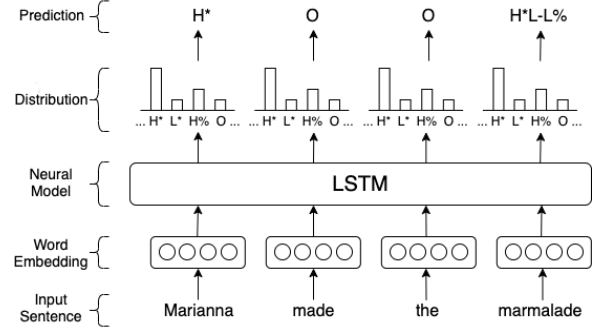 Prediction H* O O H*L-L%
Distribution
... H* L* H% O ... ... H* L* H% O ... ... H* L* H% O ... ... H* L* H% O ...
Neural
Model
LSTM
Word
Embedding
Input
Sentence
Marianna made the marmalade